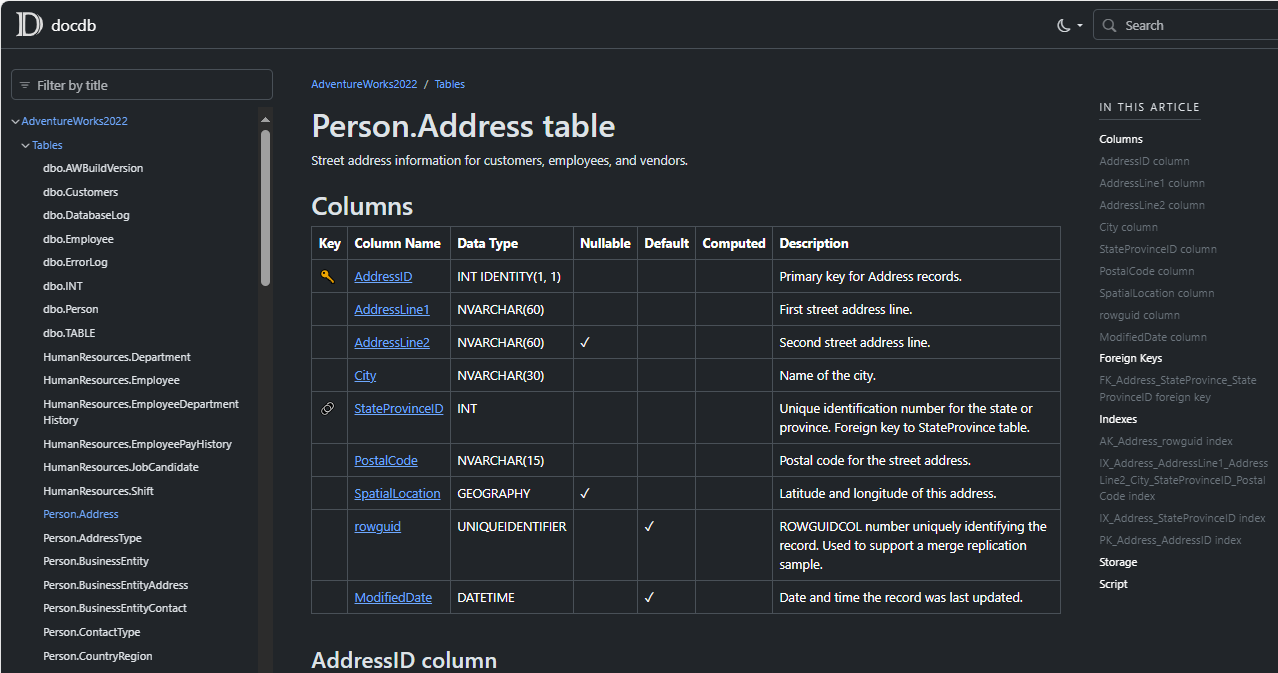 docdb
Search
Filter by title
AdventureWorks2022
Tables
dbo.AWBuildVersion
dbo.Customers
dbo.DatabaseLog
dbo.Employee
dbo.ErrorLog
dbo.INT
dbo.Person
dbo.TABLE
HumanResources.Department
HumanResources.Employee
HumanResources.EmployeeDepartment
History
HumanResources.EmployeePayHistory
HumanResources.JobCandidate
HumanResources.Shift
Person.Address
Person.AddressType
Person.BusinessEntity
Person.BusinessEntityAddress
Person.BusinessEntityContact
Person.ContactType
Person.CountryRegion
AdventureWorks2022 / Tables
Person.Address table
Street address information for customers, employees, and vendors.
Columns
Key Column Name Data Type Nullable Default Computed Description
AddressID INT IDENTITY(1, 1) Primary key for Address records.
AddressLine1 NVARCHAR(60) First street address line.
AddressLine2 NVARCHAR(60) ✓ Second street address line.
City NVARCHAR(30) Name of the city.
StateProvinceID INT Unique identification number for the state or
province. Foreign key to StateProvince table.
PostalCode NVARCHAR(15) Postal code for the street address.
SpatialLocation GEOGRAPHY ✓ Latitude and longitude of this address.
rowguid UNIQUEIDENTIFIER ✓ ROWGUIDCOL number uniquely identifying the
record. Used to support a merge replication
sample.
ModifiedDate DATETIME ✓ Date and time the record was last updated.
AddressID column
IN THIS ARTICLE
Columns
AddressID column
AddressLine1 column
AddressLine2 column
City column
StateProvinceID column
PostalCode column
SpatialLocation column
rowguid column
ModifiedDate column
Foreign Keys
FK_Address_StateProvince_State
ProvinceID foreign key
Indexes
AK_Address_rowguid index
IX_Address_AddressLine1_Address
Line2_City_StateProvinceID_Postal
Code index
IX_Address_StateProvinceID index
PK_Address_AddressID index
Storage
Script